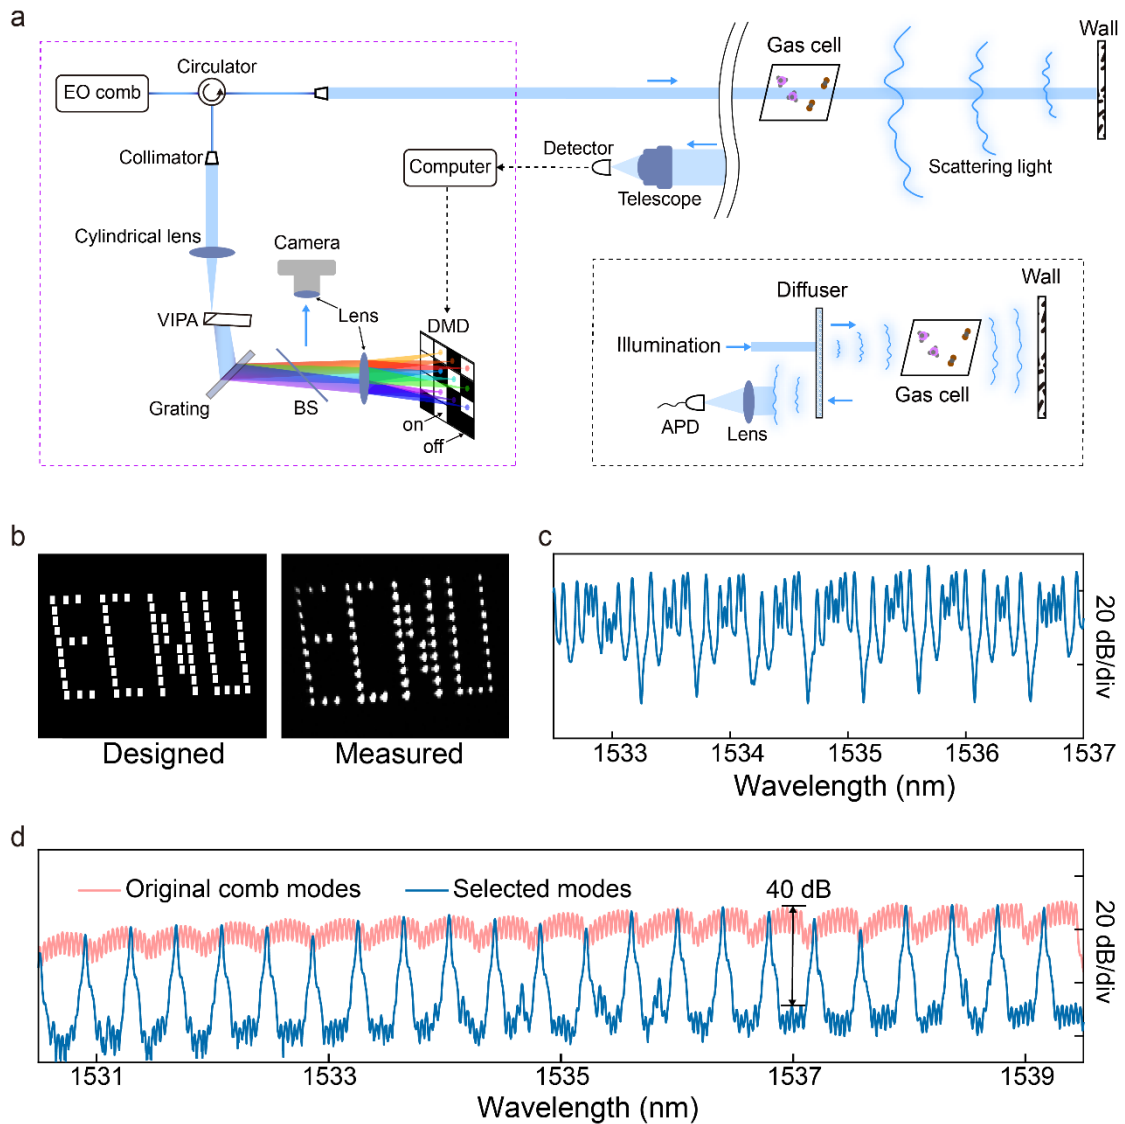 a
Circulator
EO comb
Collimator
Cylindrical lens
VIPA
Grating
Camera
Lens
BS
DMD
on
off
Computer
Detector
Telescope
Gas cell
Wall
Scattering light
Diffuser
Wall
Illumination
APD
Lens
Gas cell
b
ECNU
ECNU
Designed
Measured
c
20 dB/div
1533
1534
1535
1536
1537
Wavelength (nm)
d
Original comb modes
Selected modes
40 dB
20 dB/div
1531
1533
1535
1537
1539
Wavelength (nm)